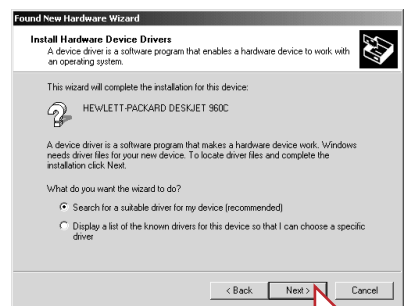 Found New Hardware Wizard
Install Hardware Device Drivers
A device driver is a software program that enables a hardware device to work with
an operating system.
This wizard will complete the installation for this device:
HEWLETT-PACKARD DESKJET 960C
A device driver is a software program that makes a hardware device work. Windows
needs driver files for your new device. To locate driver files and complete the
installation click Next.
What do you want the wizard to do?
Search for a suitable driver for my device (recommended)
Display a list of the known drivers for this device so that I can choose a specific
driver
< Back Next > Cancel